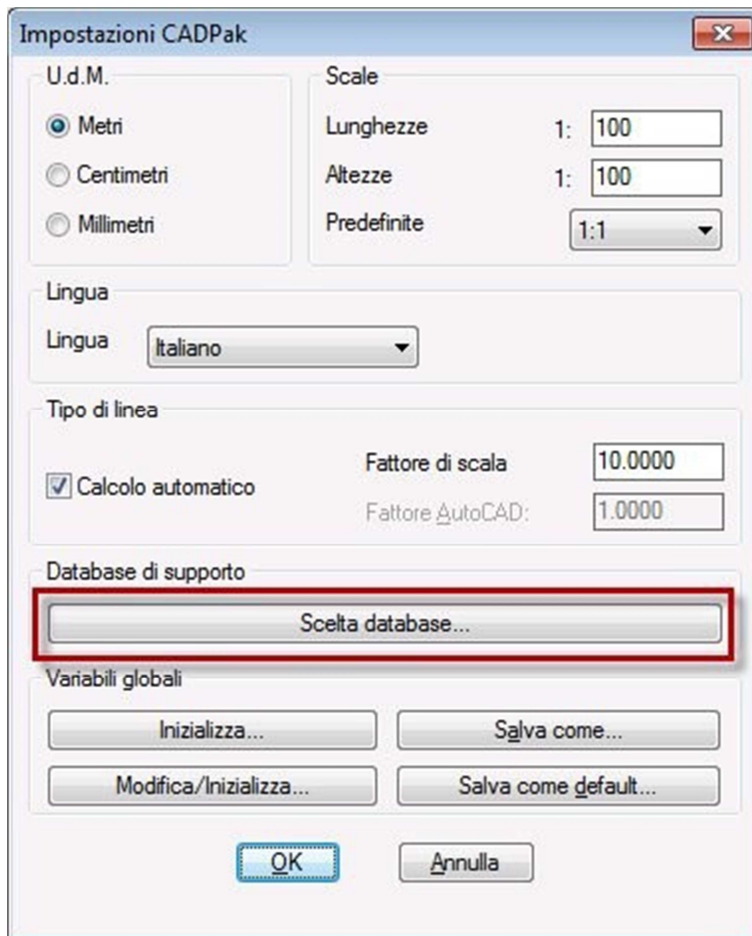 Impostazioni CADPak
U.d.M.
Metri
Centimetri
Millimetri
Scale
Lunghezze 1: 100
Altezze 1: 100
Predefinite 1:1
Lingua
Lingua Italiano
Tipo di linea
Calcolo automatico
Fattore di scala 10.0000
Fattore AutoCAD: 1.0000
Database di supporto
Scelta database...
Variabili globali
Inizializza... Salva come...
Modifica/Inizializza... Salva come default...
OK Annulla